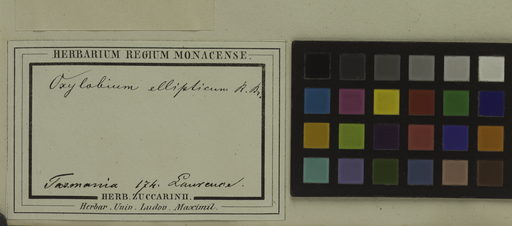 HERBARIUM REGIUM MONACENSE.
Oxylobium ellipticum R. Br.
Tasmania 174. Laurence.
HERB. ZUCCARINII.
Herbar. Univ. Ludov. Maximil.